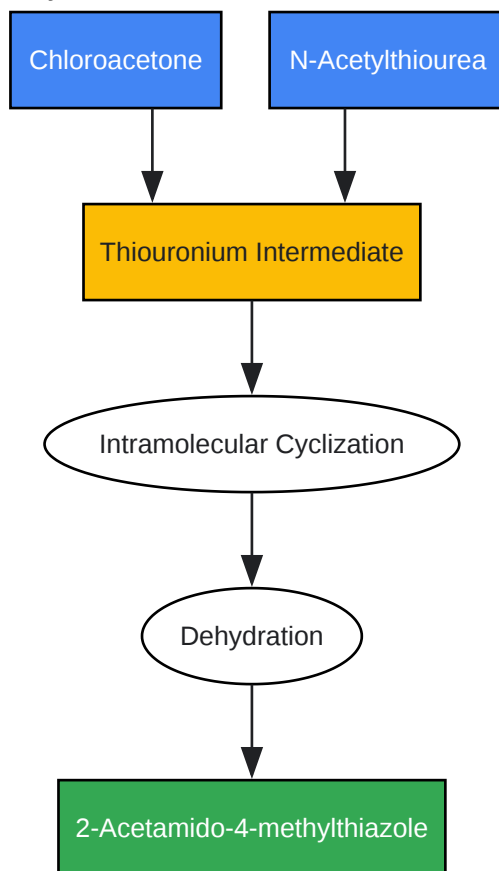 Chloroacetone
N-Acetylthiourea
Thiouronium Intermediate
Intramolecular Cyclization
Dehydration
2-Acetamido-4-methylthiazole